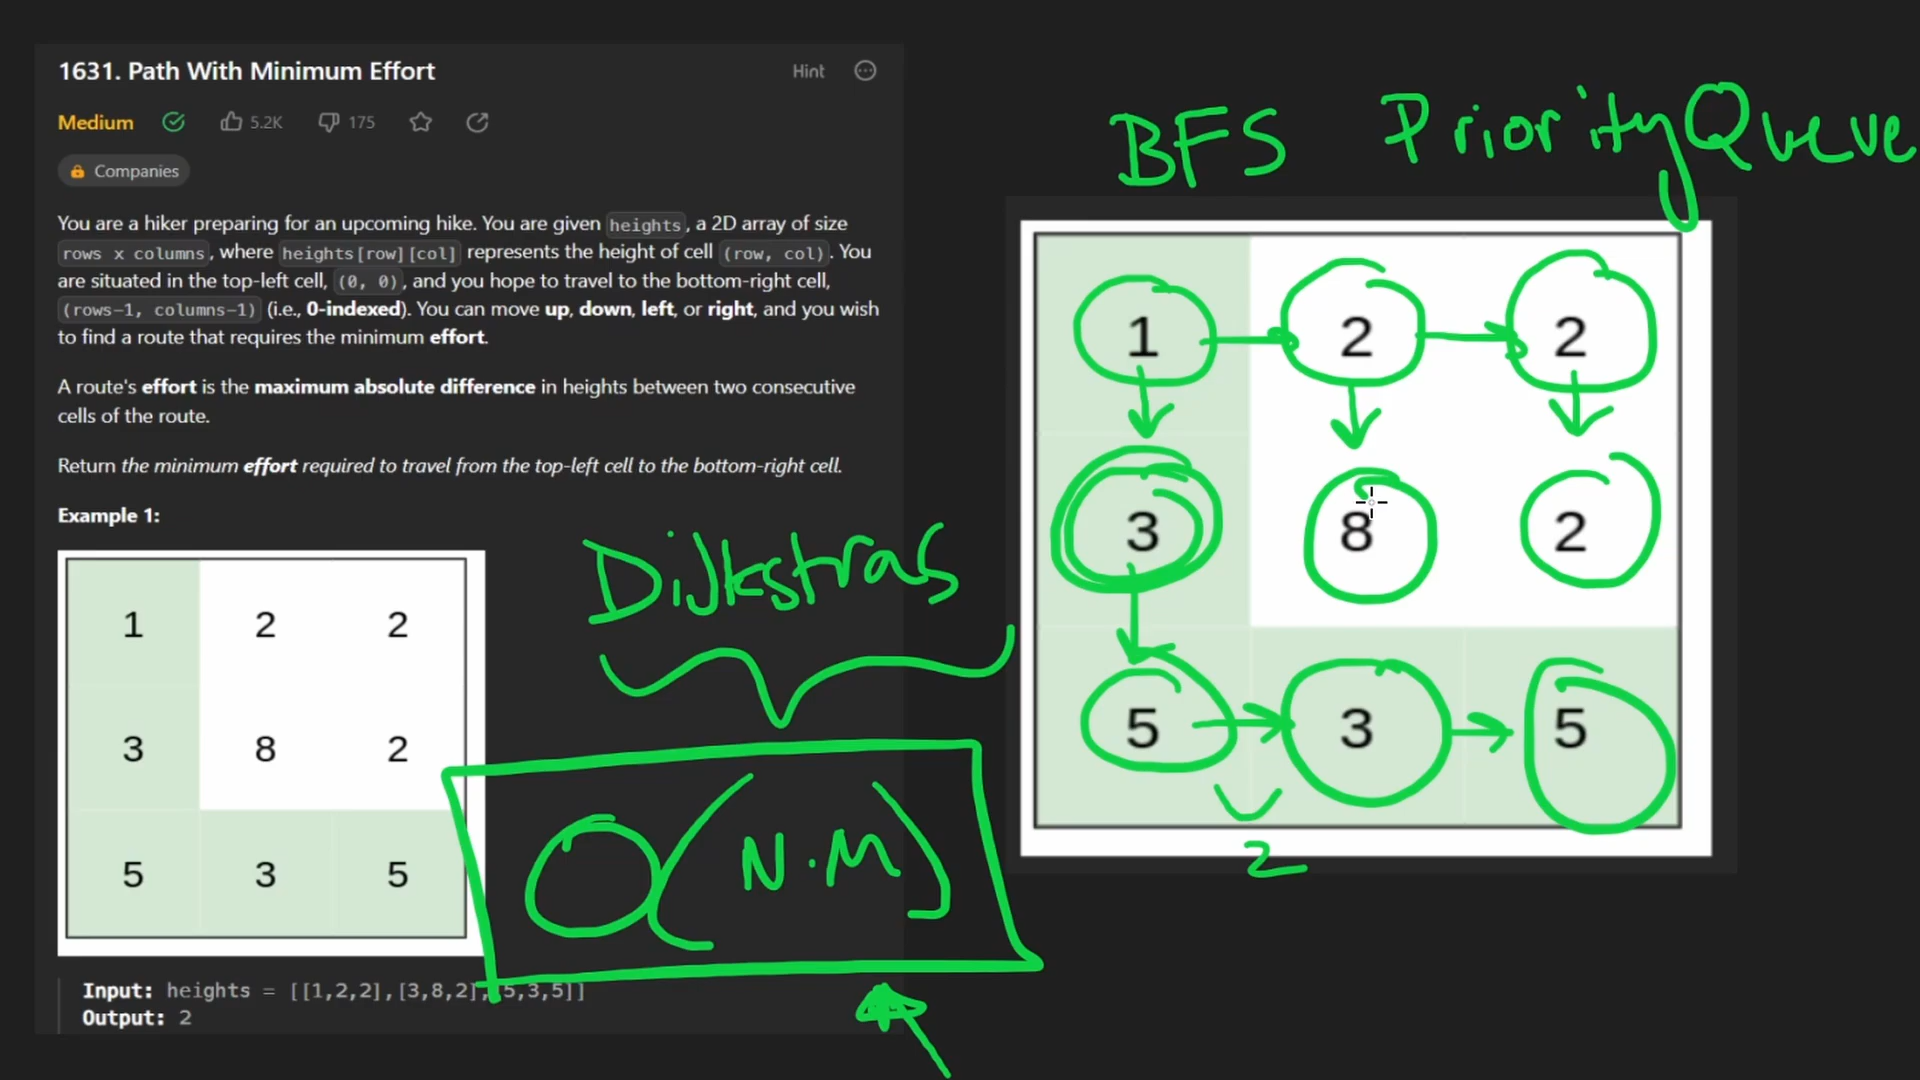 1631. Path With Minimum Effort
Hint
Medium
5.2K
175
Companies
You are a hiker preparing for an upcoming hike. You are given heights, a 2D array of size
rows x columns, where heights[row][col] represents the height of cell (row, col). You
are situated in the top-left cell, (0, 0), and you hope to travel to the bottom-right cell,
(rows-1, columns-1) (i.e., 0-indexed). You can move up, down, left, or right, and you wish
to find a route that requires the minimum effort.
A route's effort is the maximum absolute difference in heights between two consecutive
cells of the route.
Return the minimum effort required to travel from the top-left cell to the bottom-right cell.
Example 1:
1 2 2
3 8 2
5 3 5
Input: heights = [[1,2,2],[3,8,2],[5,3,5]]
Output: 2
Dijkstras
O(N·M)
BFS PriorityQueue
1 2 2
3 8 2
5 3 5
2